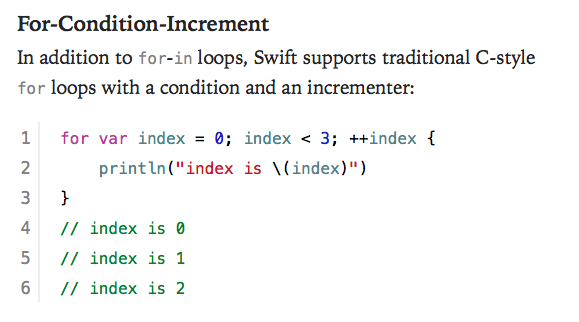 For-Condition-Increment
In addition to for-in loops, Swift supports traditional C-style
for loops with a condition and an incrementer:
1 for var index = 0; index < 3; ++index {
2     println("index is \(index)")
3 }
4 // index is 0
5 // index is 1
6 // index is 2